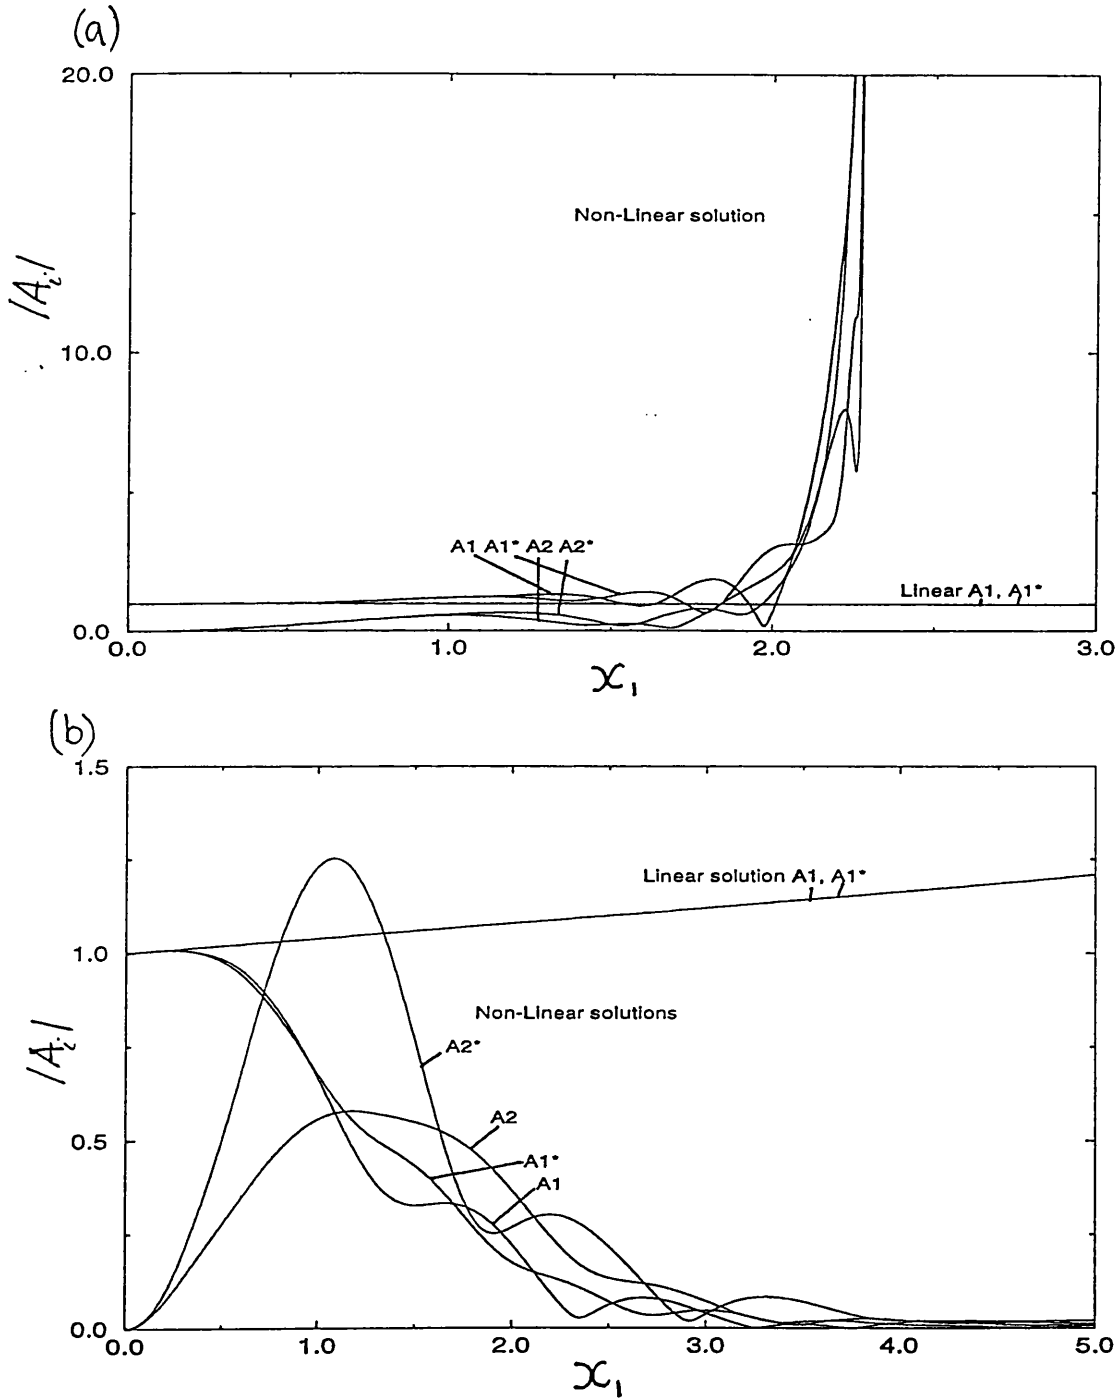 (a)
20.0
Non-Linear solution
|Aᵢ|
10.0
A1 A1* A2 A2*
Linear A1, A1*
0.0
0.0 1.0 2.0 3.0
x₁
(b)
1.5
Linear solution A1, A1*
1.0
Non-Linear solutions
|Aᵢ|
A2*
A2
0.5
A1*
A1
0.0
0.0 1.0 2.0 3.0 4.0 5.0
x₁